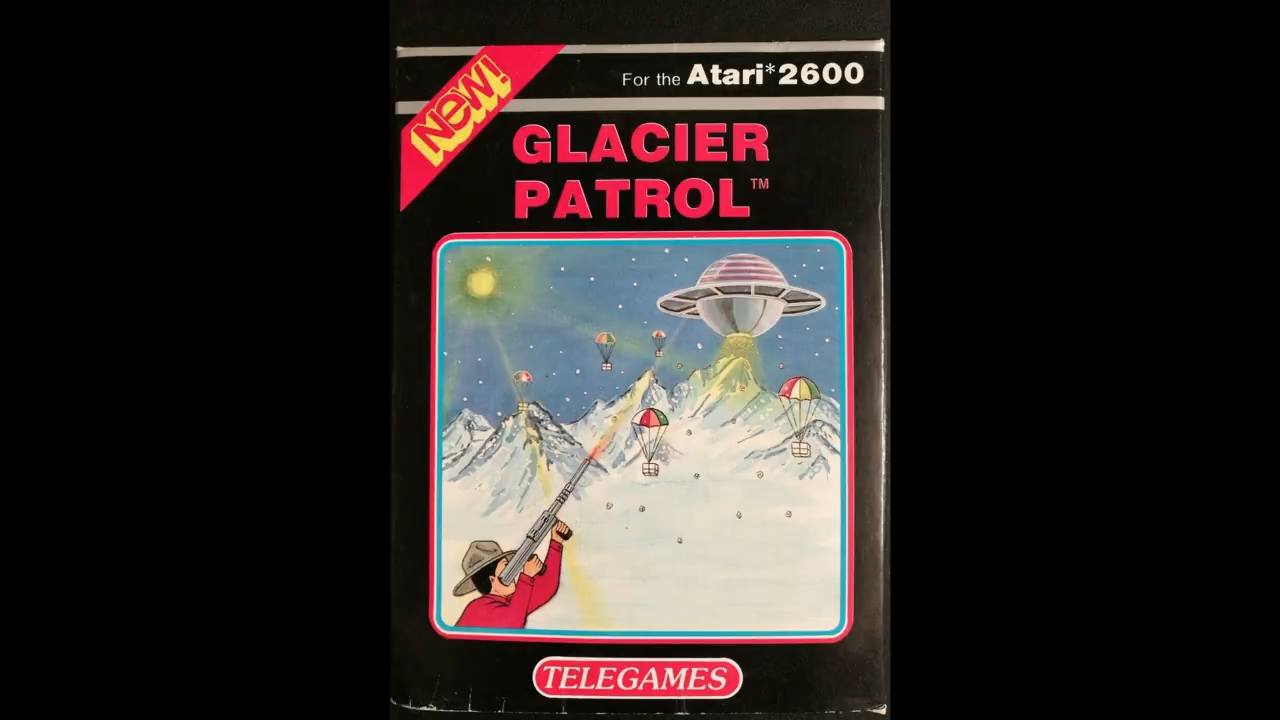 NEW!
For the Atari*2600
GLACIER
PATROL™
TELEGAMES